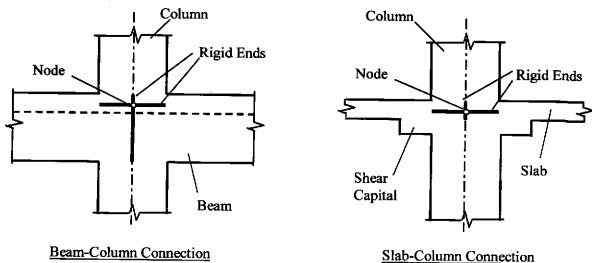 Column
Rigid Ends
Node
Beam
Beam-Column Connection
Column
Node
Rigid Ends
Shear
Capital
Slab
Slab-Column Connection